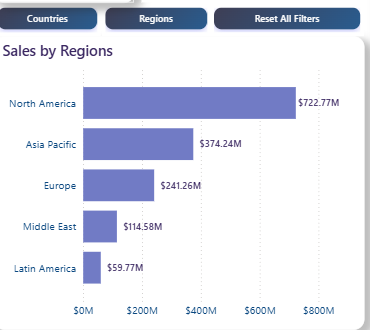 Countries Regions Reset All Filters
Sales by Regions
North America $722.77M
Asia Pacific $374.24M
Europe $241.26M
Middle East $114.58M
Latin America $59.77M
$0M $200M $400M $600M $800M